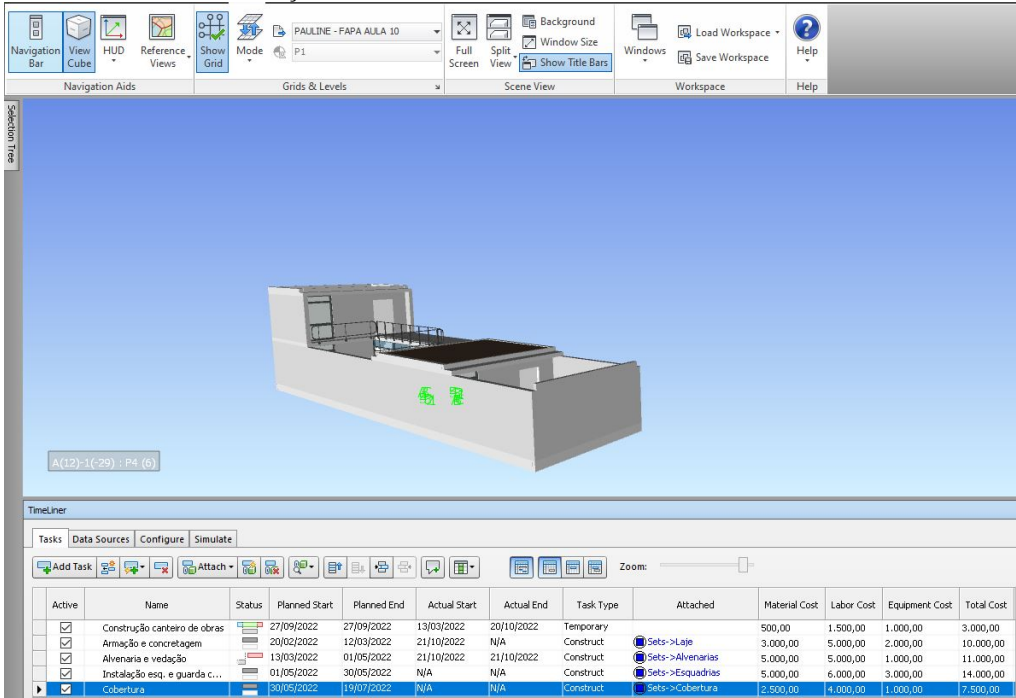 Navigation Bar View Cube HUD Reference Views Show Grid Mode PAULINE - FAPA AULA 10 P1 Full Screen Split View Background Window Size Show Title Bars Windows Load Workspace Save Workspace Help
Navigation Aids Grids & Levels Scene View Workspace Help
Selection Tree
A(12)-1(-29) : P4 (6)
TimeLiner
Tasks Data Sources Configure Simulate
Add Task Attach Zoom:
Active Name Status Planned Start Planned End Actual Start Actual End Task Type Attached Material Cost Labor Cost Equipment Cost Total Cost
Construção canteiro de obras 27/09/2022 27/09/2022 13/03/2022 20/10/2022 Temporary 500,00 1.500,00 1.000,00 3.000,00
Armação e concretagem 20/02/2022 12/03/2022 21/10/2022 N/A Construct Sets->Laje 3.000,00 5.000,00 2.000,00 10.000,00
Alvenaria e vedação 13/03/2022 01/05/2022 21/10/2022 21/10/2022 Construct Sets->Alvenarias 5.000,00 5.000,00 1.000,00 11.000,00
Instalação esq. e guarda c... 01/05/2022 30/05/2022 N/A N/A Construct Sets->Esquadrias 5.000,00 6.000,00 3.000,00 14.000,00
Cobertura 30/05/2022 19/07/2022 N/A N/A Construct Sets->Cobertura 2.500,00 4.000,00 1.000,00 7.500,00